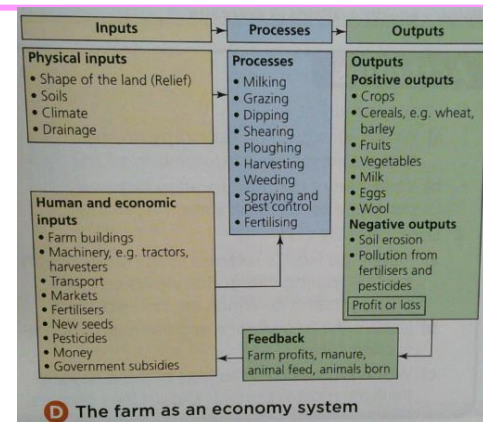 Inputs
Processes
Outputs
Physical inputs
• Shape of the land (Relief)
• Soils
• Climate
• Drainage
Human and economic
inputs
• Farm buildings
• Machinery, e.g. tractors,
harvesters
• Transport
• Markets
• Fertilisers
• New seeds
• Pesticides
• Money
• Government subsidies
Processes
• Milking
• Grazing
• Dipping
• Shearing
• Ploughing
• Harvesting
• Weeding
• Spraying and
pest control
• Fertilising
Outputs
Positive outputs
• Crops
• Cereals, e.g. wheat,
barley
• Fruits
• Vegetables
• Milk
• Eggs
• Wool
Negative outputs
• Soil erosion
• Pollution from
fertilisers and
pesticides
Profit or loss
Feedback
Farm profits, manure,
animal feed, animals born
D The farm as an economy system